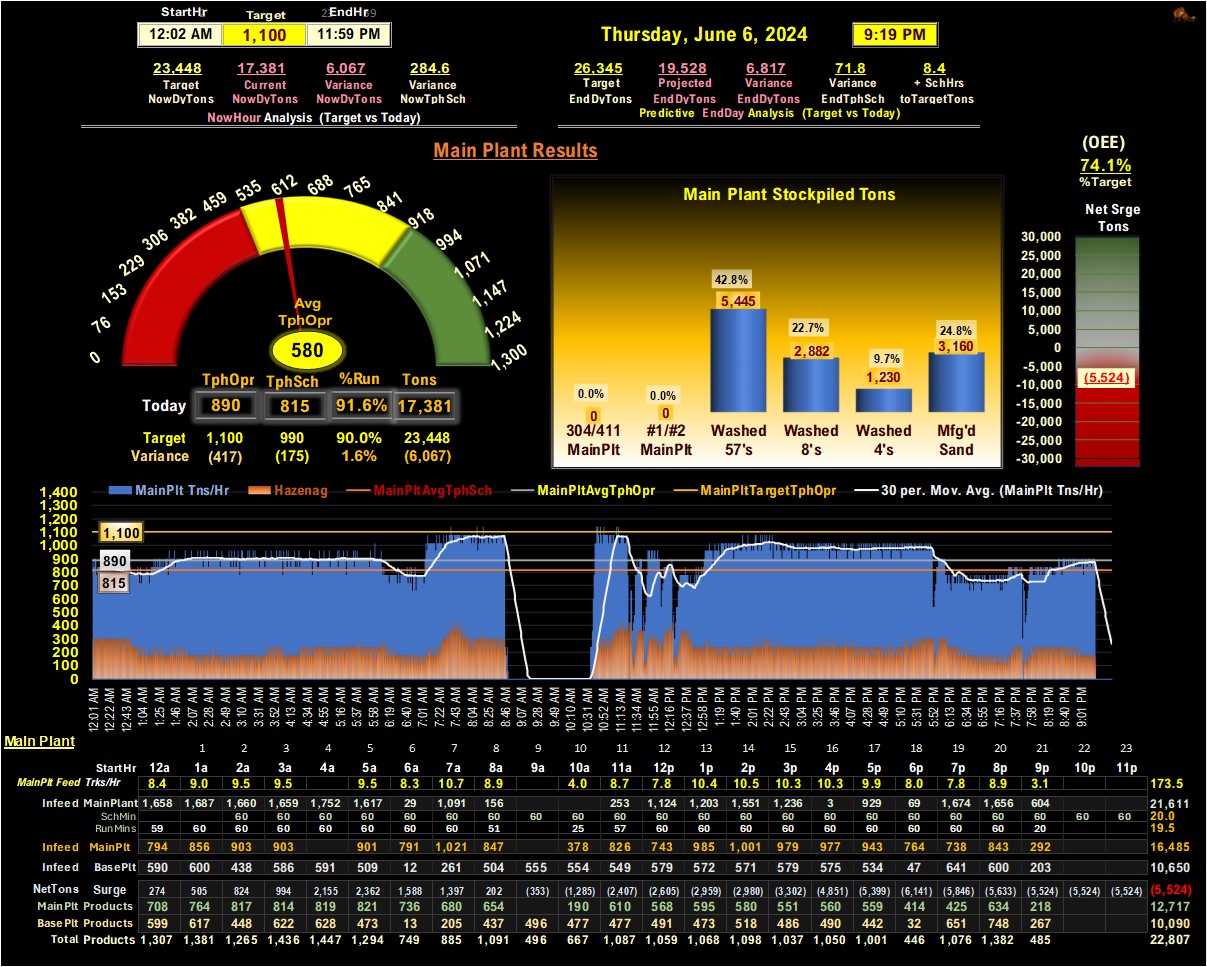 StartHr Target EndHr
12:02 AM 1,100 11:59 PM
Thursday, June 6, 2024 9:19 PM
23,448 17,381 6,067 284.6
Target Current Variance Variance
NowDyTons NowDyTons NowDyTons NowTphSch
NowHour Analysis (Target vs Today)
26,345 19,528 6,817 71.8 8.4
Target Projected Variance Variance + SchHrs
EndDyTons EndDyTons EndDyTons EndTphSch toTargetTons
Predictive EndDay Analysis (Target vs Today)
Main Plant Results
(OEE)
74.1%
%Target
0 76 153 229 306 382 459 535 612 688 765 841 918 994 1,071 1,147 1,224 1,300
Avg
TphOpr
580
TphOpr TphSch %Run Tons
Today 890 815 91.6% 17,381
Target 1,100 990 90.0% 23,448
Variance (417) (175) 1.6% (6,067)
Main Plant Stockpiled Tons
0.0% 0.0% 42.8% 22.7% 9.7% 24.8%
0 0 5,445 2,882 1,230 3,160
304/411 #1/#2 Washed Washed Washed Mfg'd
MainPlt MainPlt 57's 8's 4's Sand
Net Srge
Tons
30,000
25,000
20,000
15,000
10,000
5,000
0
-5,000
(5,524)
-10,000
-15,000
-20,000
-25,000
-30,000
MainPlt Tns/Hr Hazenag MainPltAvgTphSch MainPltAvgTphOpr MainPltTargetTphOpr 30 per. Mov. Avg. (MainPlt Tns/Hr)
1,400
1,300
1,200
1,100
1,000
900
800
700
600
500
400
300
200
100
0
1,100
890
815
12:01 AM 12:22 AM 12:43 AM 1:04 AM 1:25 AM 1:46 AM 2:07 AM 2:28 AM 2:49 AM 3:10 AM 3:31 AM 3:52 AM 4:13 AM 4:34 AM 4:55 AM 5:16 AM 5:37 AM 5:58 AM 6:19 AM 6:40 AM 7:01 AM 7:22 AM 7:43 AM 8:04 AM 8:25 AM 8:46 AM 9:07 AM 9:28 AM 9:49 AM 10:10 AM 10:31 AM 10:52 AM 11:13 AM 11:34 AM 11:55 AM 12:16 PM 12:37 PM 12:58 PM 1:19 PM 1:40 PM 2:01 PM 2:22 PM 2:43 PM 3:04 PM 3:25 PM 3:46 PM 4:07 PM 4:28 PM 4:49 PM 5:10 PM 5:31 PM 5:52 PM 6:13 PM 6:34 PM 6:55 PM 7:16 PM 7:37 PM 7:58 PM 8:19 PM 8:40 PM 9:01 PM
Main Plant
1 2 3 4 5 6 7 8 9 10 11 12 13 14 15 16 17 18 19 20 21 22 23
StartHr 12a 1a 2a 3a 4a 5a 6a 7a 8a 9a 10a 11a 12p 1p 2p 3p 4p 5p 6p 7p 8p 9p 10p 11p
MainPlt Feed Trks/Hr 8.4 9.0 9.5 9.5 9.5 8.3 10.7 8.9 4.0 8.7 7.8 10.4 10.5 10.3 10.3 9.9 8.0 7.8 8.9 3.1 173.5
Infeed MainPlant 1,658 1,687 1,660 1,659 1,752 1,617 29 1,091 156 253 1,124 1,203 1,551 1,236 3 929 69 1,674 1,656 604 21,611
SchMin 60 60 60 60 60 60 60 60 60 60 60 60 60 60 60 60 60 60 60 60 60 60 20.0
RunMins 59 60 60 60 60 60 60 51 25 57 60 60 60 60 60 60 60 60 60 20 19.5
Infeed MainPlt 794 856 903 903 901 791 1,021 847 378 826 743 985 1,001 979 977 943 764 738 843 292 16,485
Infeed BasePlt 590 600 438 586 591 509 12 261 504 555 554 549 579 572 571 579 575 534 47 641 600 203 10,650
NetTons Surge 274 505 824 994 2,155 2,362 1,588 1,397 202 (353) (1,285) (2,407) (2,605) (2,959) (2,980) (3,302) (4,851) (5,399) (6,141) (5,846) (5,633) (5,524) (5,524) (5,524) (5,524)
MainPlt Products 708 764 817 814 819 821 736 680 654 190 610 568 595 580 551 560 559 414 425 634 218 12,717
BasePlt Products 599 617 448 622 628 473 13 205 437 496 477 477 491 473 518 486 490 442 32 651 748 267 10,090
Total Products 1,307 1,381 1,265 1,436 1,447 1,294 749 885 1,091 496 667 1,087 1,059 1,068 1,098 1,037 1,050 1,001 446 1,076 1,382 485 22,807